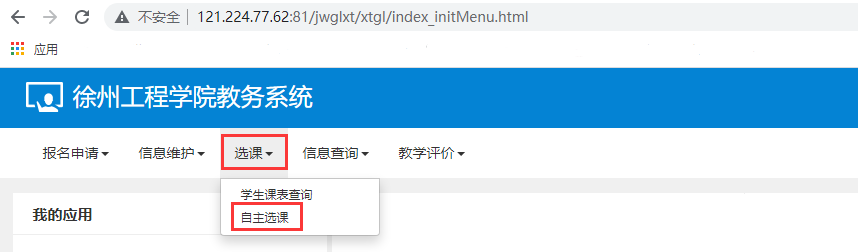 不安全 121.224.77.62:81/jwglxt/xtgl/index_initMenu.html
应用
徐州工程学院教务系统
报名申请 信息维护 选课 信息查询 教学评价
学生课表查询
自主选课
我的应用